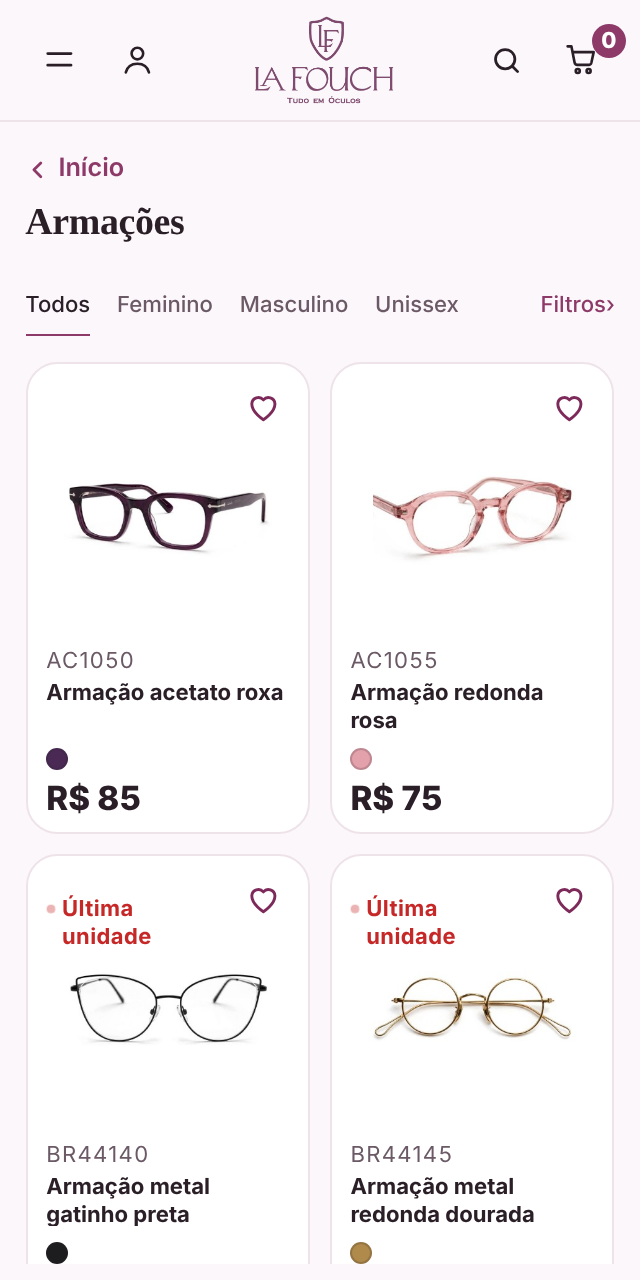 LF
LA FOUCH
Tudo em Óculos
0
Início
Armações
Todos Feminino Masculino Unissex Filtros›
AC1050
Armação acetato roxa
R$ 85
AC1055
Armação redonda
rosa
R$ 75
Última
unidade
BR44140
Armação metal
gatinho preta
Última
unidade
BR44145
Armação metal
redonda dourada